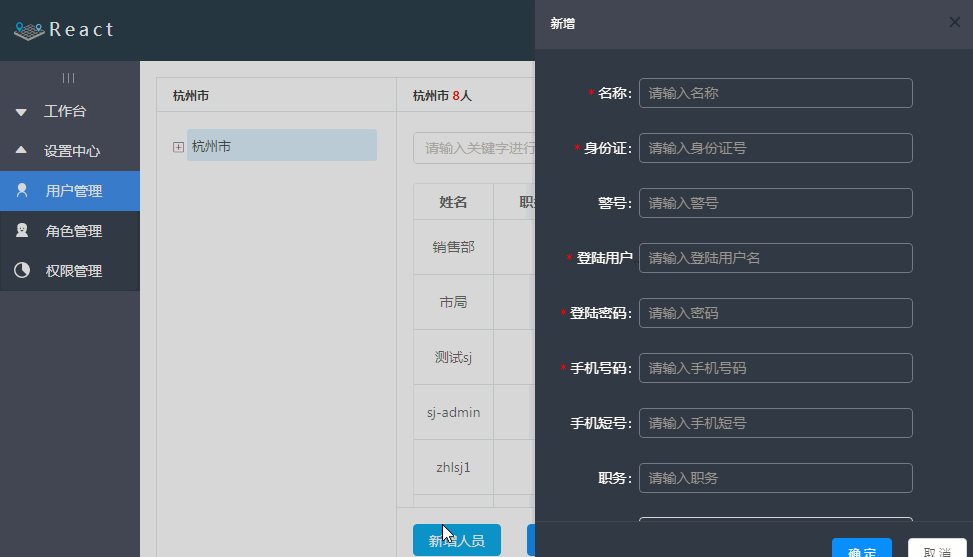 React
工作台
设置中心
用户管理
角色管理
权限管理
杭州市
杭州市
杭州市 8人
请输入关键字进行
姓名
销售部
市局
测试sj
sj-admin
zhlsj1
新增人员
新增
* 名称: 请输入名称
* 身份证: 请输入身份证号
警号: 请输入警号
* 登陆用户 请输入登陆用户名
* 登陆密码: 请输入密码
* 手机号码: 请输入手机号码
手机短号: 请输入手机短号
职务: 请输入职务
确 定
取 消